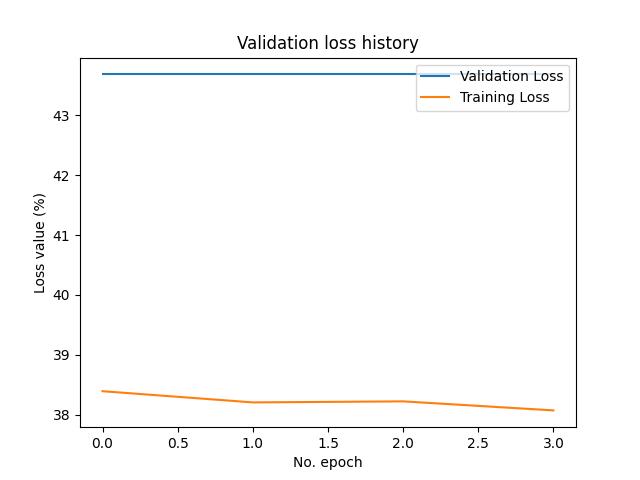 Validation loss history
Validation Loss
Training Loss
Loss value (%)
43
42
41
40
39
38
0.0 0.5 1.0 1.5 2.0 2.5 3.0
No. epoch